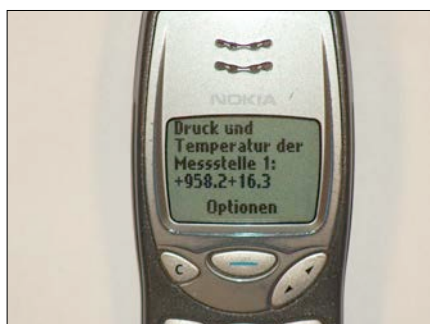 NOKIA
Druck und
Temperatur der
Messstelle 1:
+958.2+16.3
Optionen
C